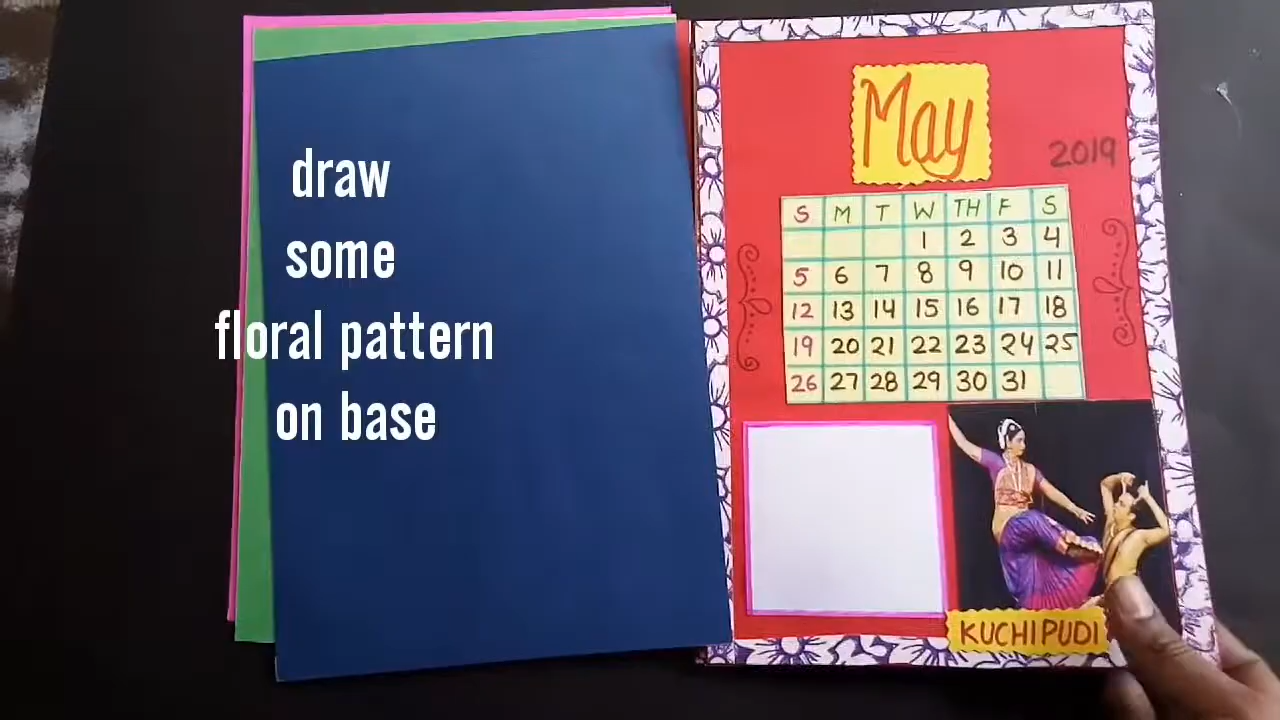 draw
some
floral pattern
on base
May
2019
S M T W TH F S
1 2 3 4
5 6 7 8 9 10 11
12 13 14 15 16 17 18
19 20 21 22 23 24 25
26 27 28 29 30 31
KUCHIPUDI